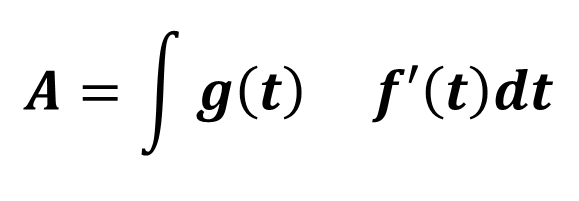 A = ∫ g(t) f′(t)dt